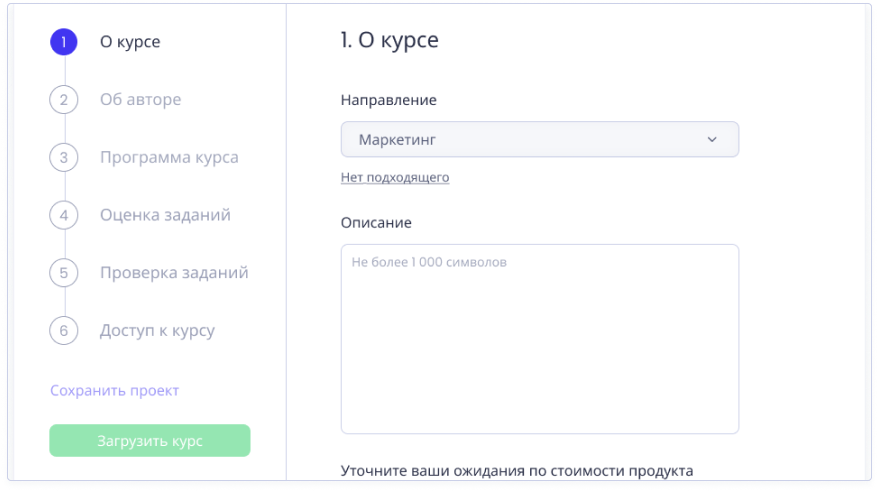 1 О курсе
2 Об авторе
3 Программа курса
4 Оценка заданий
5 Проверка заданий
6 Доступ к курсу
Сохранить проект
Загрузить курс
1. О курсе
Направление
Маркетинг
Нет подходящего
Описание
Не более 1 000 символов
Уточните ваши ожидания по стоимости продукта